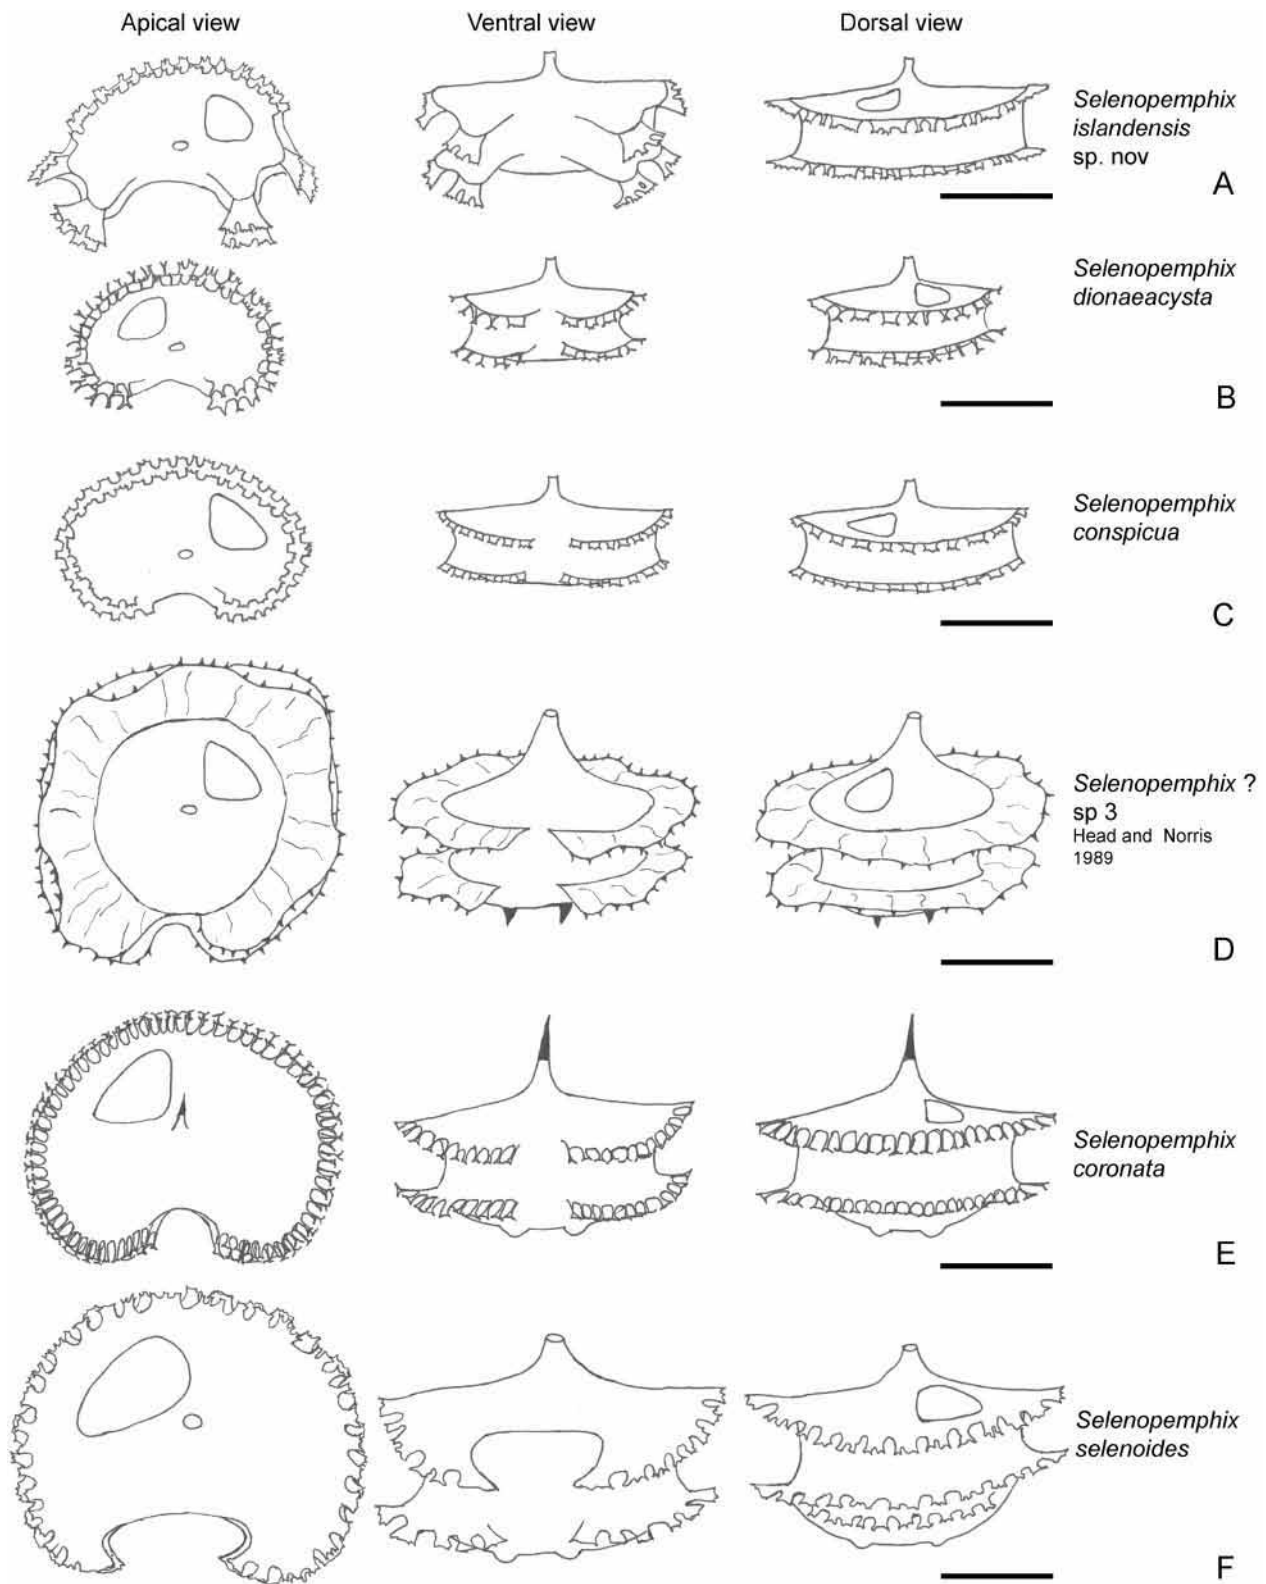 Apical view
Ventral view
Dorsal view
Selenopemphix
islandensis
sp. nov
A
Selenopemphix
dionaeacysta
B
Selenopemphix
conspicua
C
Selenopemphix ?
sp 3
Head and Norris
1989
D
Selenopemphix
coronata
E
Selenopemphix
selenoides
F